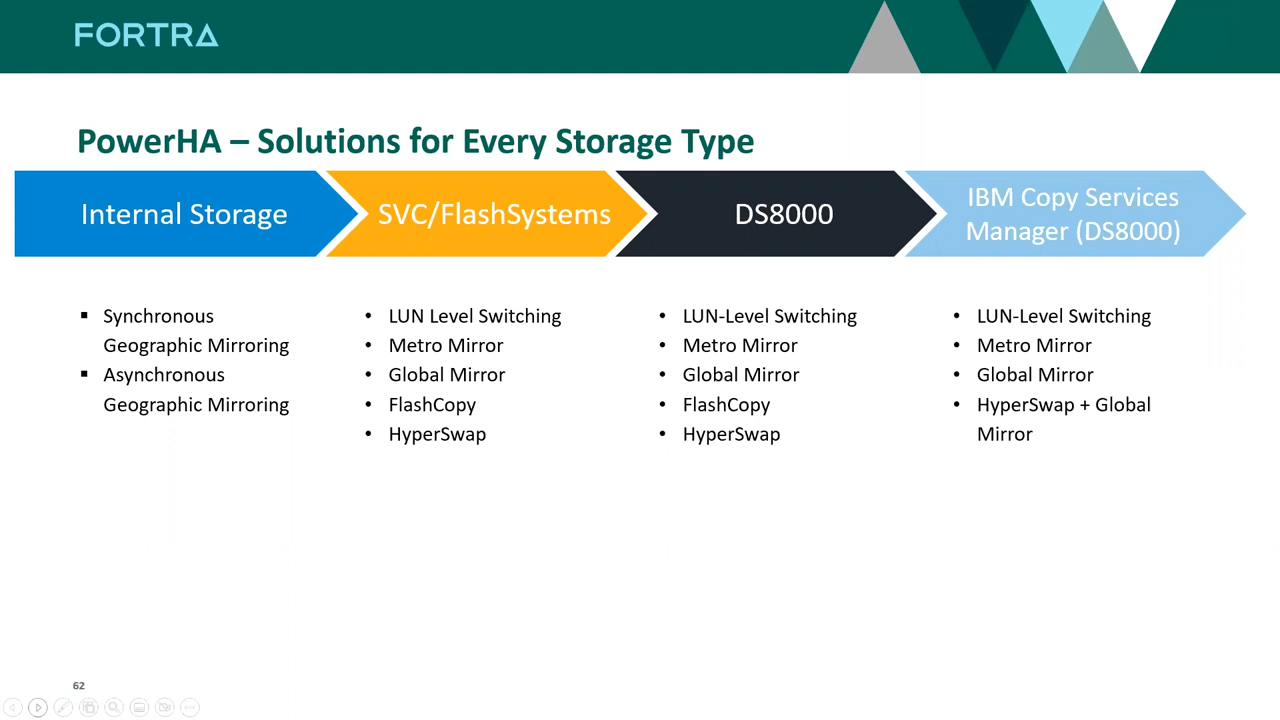 FORTRA
PowerHA – Solutions for Every Storage Type
Internal Storage
SVC/FlashSystems
DS8000
IBM Copy Services
Manager (DS8000)
▪ Synchronous
Geographic Mirroring
▪ Asynchronous
Geographic Mirroring
• LUN Level Switching
• Metro Mirror
• Global Mirror
• FlashCopy
• HyperSwap
• LUN-Level Switching
• Metro Mirror
• Global Mirror
• FlashCopy
• HyperSwap
• LUN-Level Switching
• Metro Mirror
• Global Mirror
• HyperSwap + Global
Mirror
62